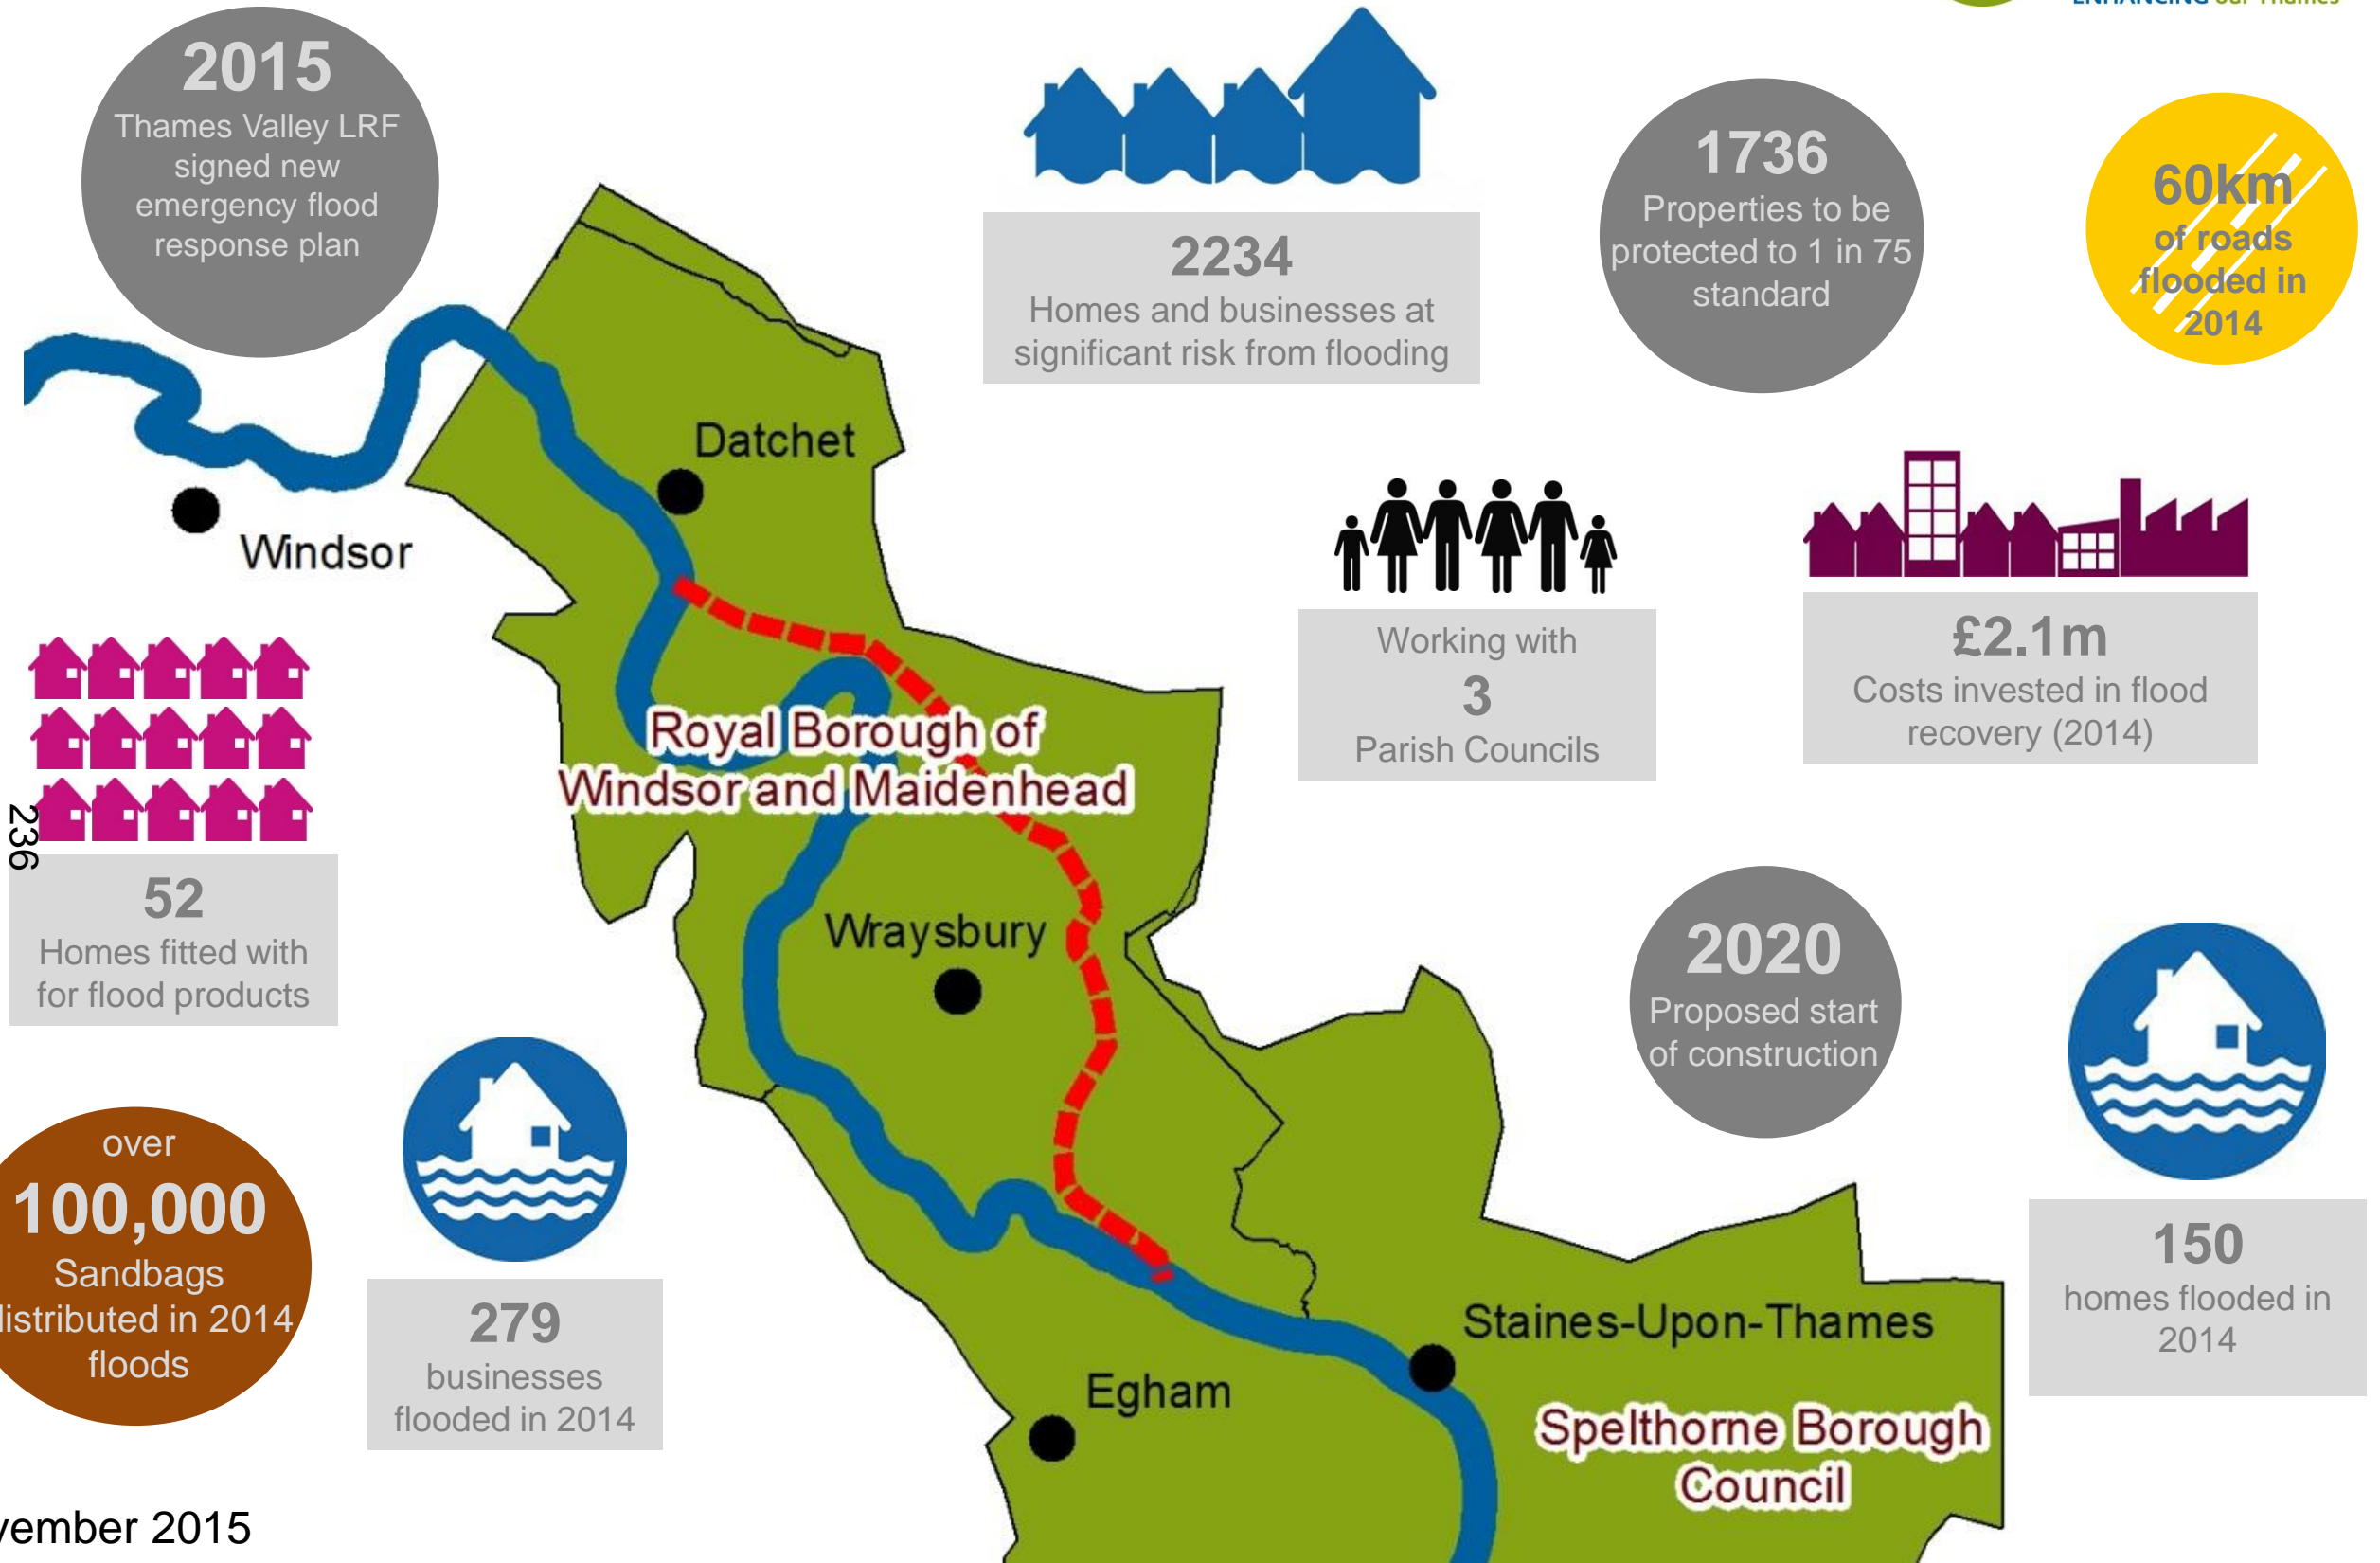 ENHANCING our Thames
2015
Thames Valley LRF
signed new
emergency flood
response plan
2234
Homes and businesses at
significant risk from flooding
1736
Properties to be
protected to 1 in 75
standard
60km
of roads
flooded in
2014
Datchet
Windsor
Working with
3
Parish Councils
£2.1m
Costs invested in flood
recovery (2014)
Royal Borough of
Windsor and Maidenhead
236
52
Homes fitted with
for flood products
Wraysbury
2020
Proposed start
of construction
over
100,000
Sandbags
distributed in 2014
floods
279
businesses
flooded in 2014
150
homes flooded in
2014
Staines-Upon-Thames
Egham
Spelthorne Borough
Council
vember 2015